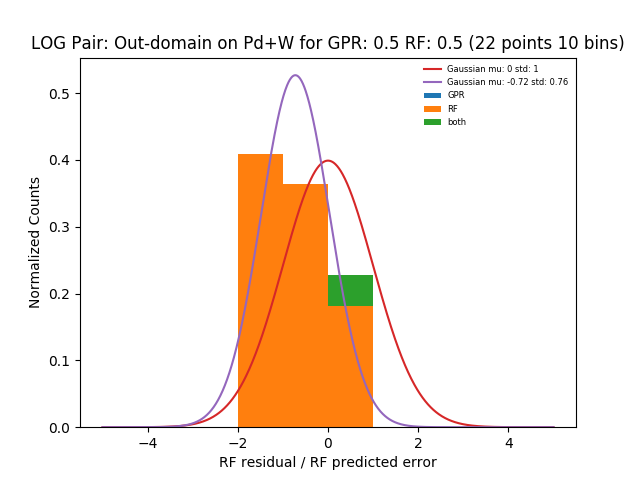 LOG Pair: Out-domain on Pd+W for GPR: 0.5 RF: 0.5 (22 points 10 bins)
Gaussian mu: 0 std: 1
Gaussian mu: -0.72 std: 0.76
GPR
RF
both
Normalized Counts
0.5
0.4
0.3
0.2
0.1
0.0
−4 −2 0 2 4
RF residual / RF predicted error